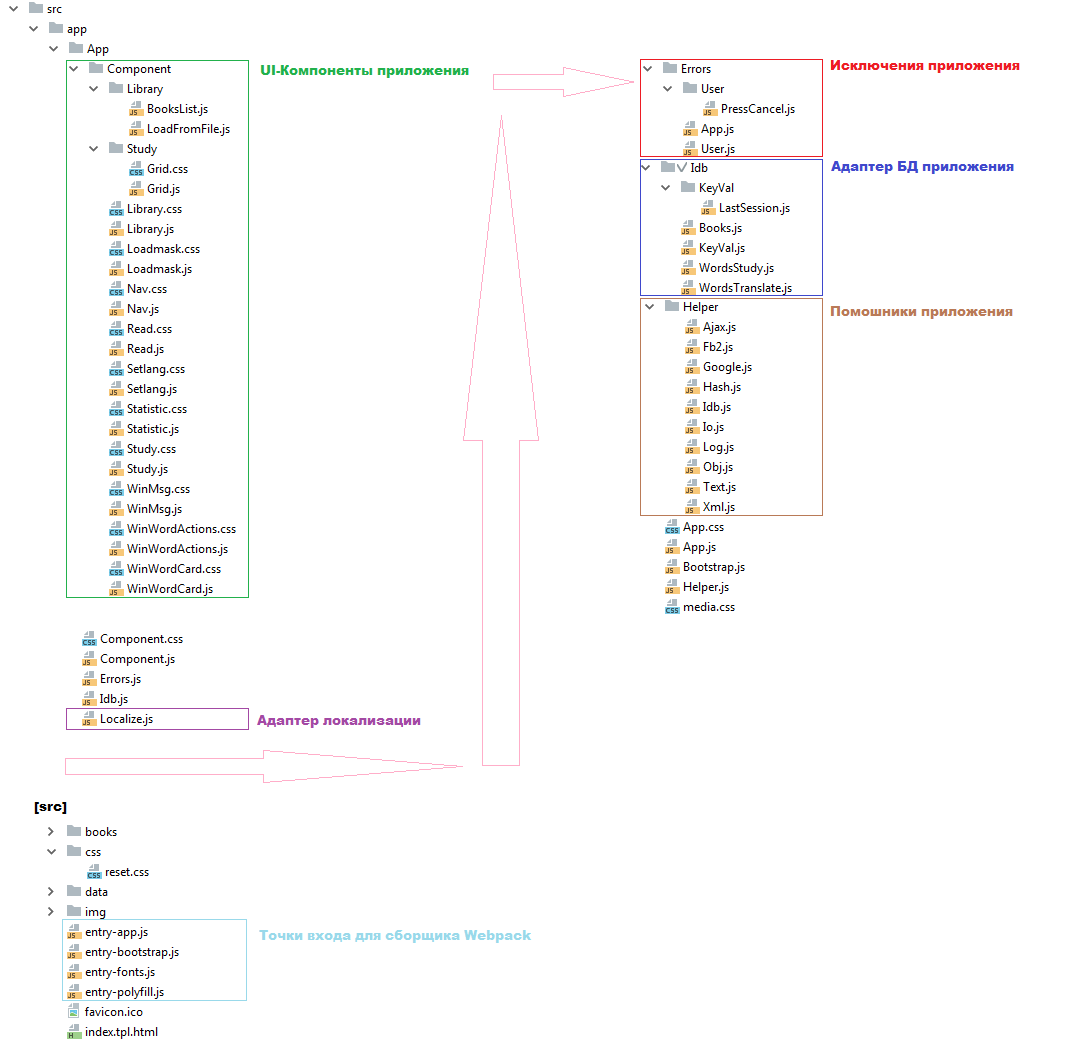 src
app
App
Component
UI-Компоненты приложения
Library
BooksList.js
LoadFromFile.js
Study
Grid.css
Grid.js
Library.css
Library.js
Loadmask.css
Loadmask.js
Nav.css
Nav.js
Read.css
Read.js
Setlang.css
Setlang.js
Statistic.css
Statistic.js
Study.css
Study.js
WinMsg.css
WinMsg.js
WinWordActions.css
WinWordActions.js
WinWordCard.css
WinWordCard.js
Component.css
Component.js
Errors.js
Idb.js
Localize.js
Адаптер локализации
Errors
Исключения приложения
User
PressCancel.js
App.js
User.js
Idb
Адаптер БД приложения
KeyVal
LastSession.js
Books.js
KeyVal.js
WordsStudy.js
WordsTranslate.js
Helper
Помошники приложения
Ajax.js
Fb2.js
Google.js
Hash.js
Idb.js
Io.js
Log.js
Obj.js
Text.js
Xml.js
App.css
App.js
Bootstrap.js
Helper.js
media.css
[src]
books
css
reset.css
data
img
entry-app.js
Точки входа для сборщика Webpack
entry-bootstrap.js
entry-fonts.js
entry-polyfill.js
favicon.ico
index.tpl.html